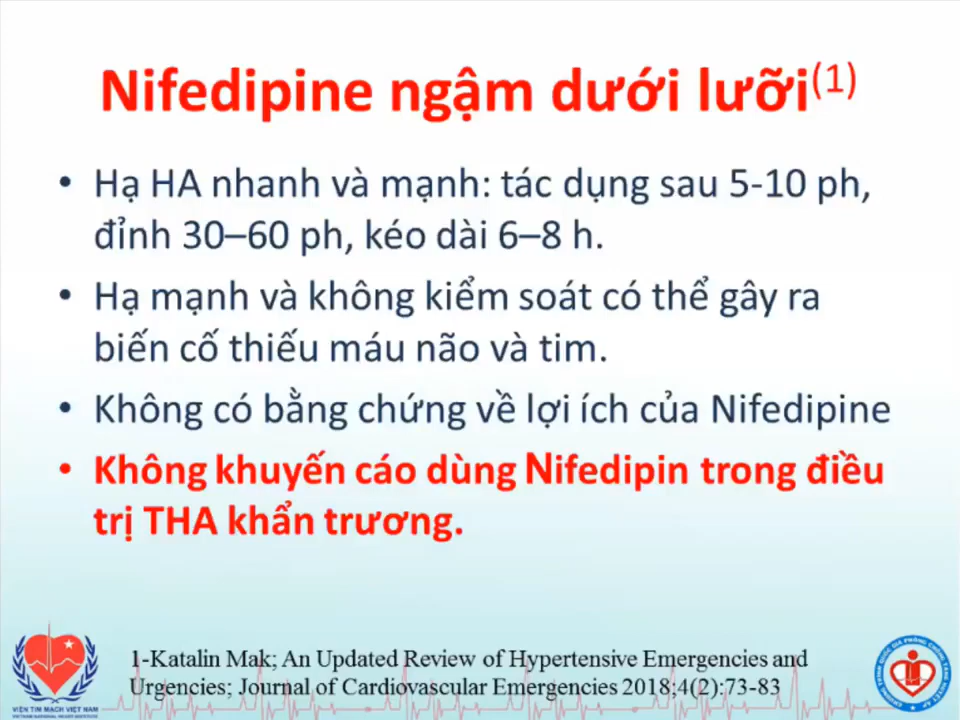 Nifedipine ngậm dưới lưỡi(1)
• Hạ HA nhanh và mạnh: tác dụng sau 5-10 ph,
đỉnh 30–60 ph, kéo dài 6–8 h.
• Hạ mạnh và không kiểm soát có thể gây ra
biến cố thiếu máu não và tim.
• Không có bằng chứng về lợi ích của Nifedipine
• Không khuyến cáo dùng Nifedipin trong điều
trị THA khẩn trương.
1-Katalin Mak; An Updated Review of Hypertensive Emergencies and
Urgencies; Journal of Cardiovascular Emergencies 2018;4(2):73-83
VIỆN TIM MẠCH VIỆT NAM
VIETNAM NATIONAL HEART INSTITUTE